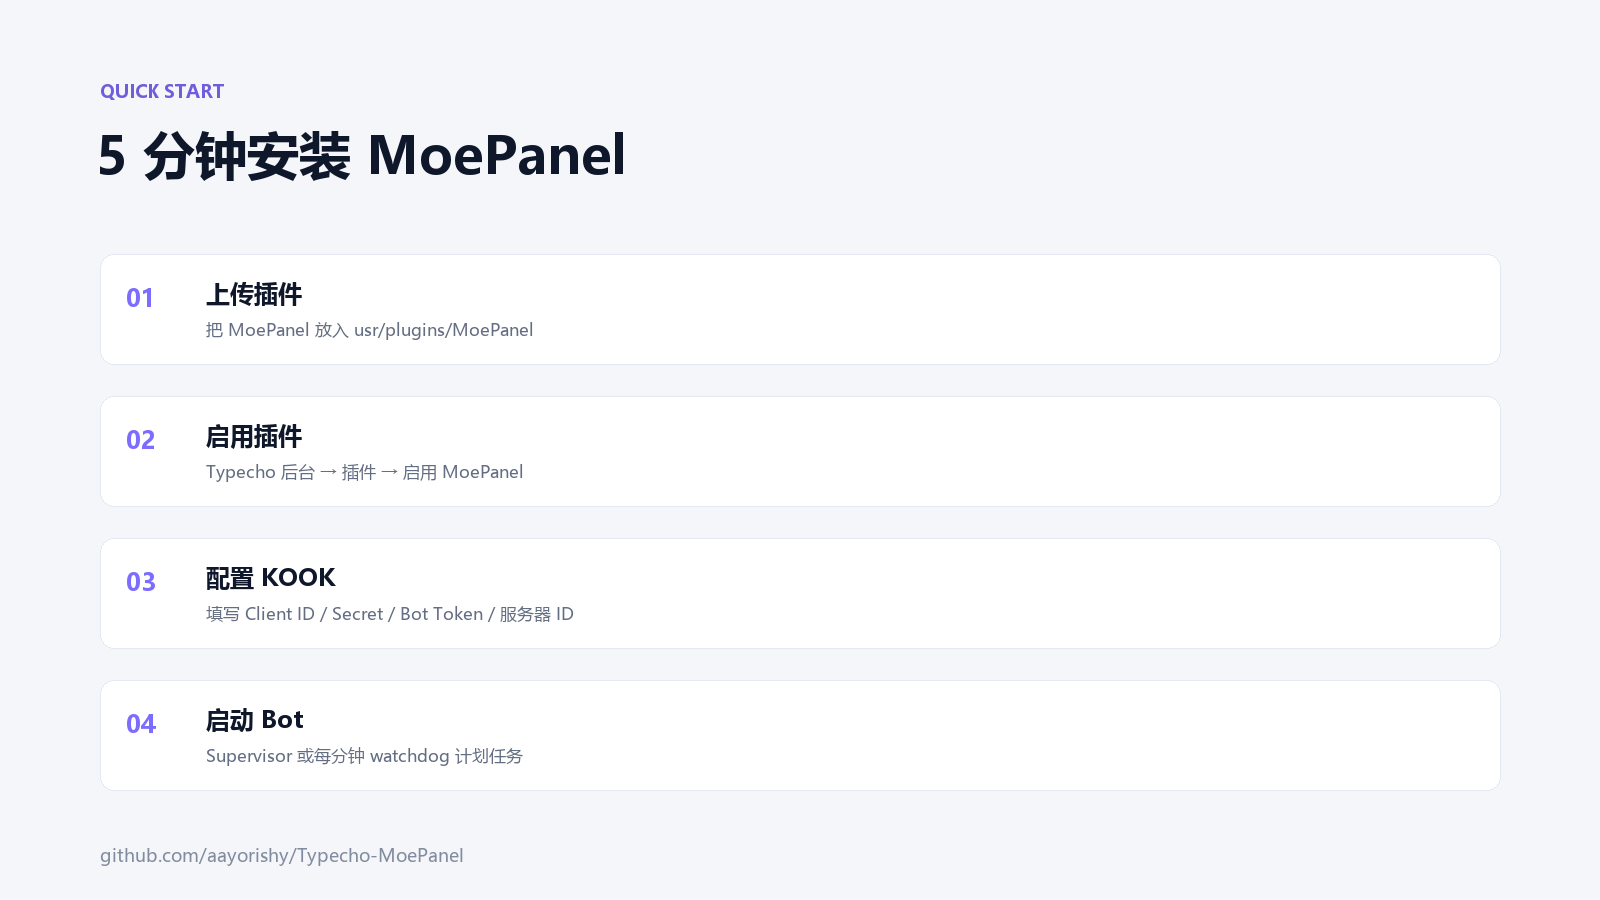 QUICK START
5 分钟安装 MoePanel
01
上传插件
把 MoePanel 放入 usr/plugins/MoePanel
02
启用插件
Typecho 后台 → 插件 → 启用 MoePanel
03
配置 KOOK
填写 Client ID / Secret / Bot Token / 服务器 ID
04
启动 Bot
Supervisor 或每分钟 watchdog 计划任务
github.com/aayorishy/Typecho-MoePanel